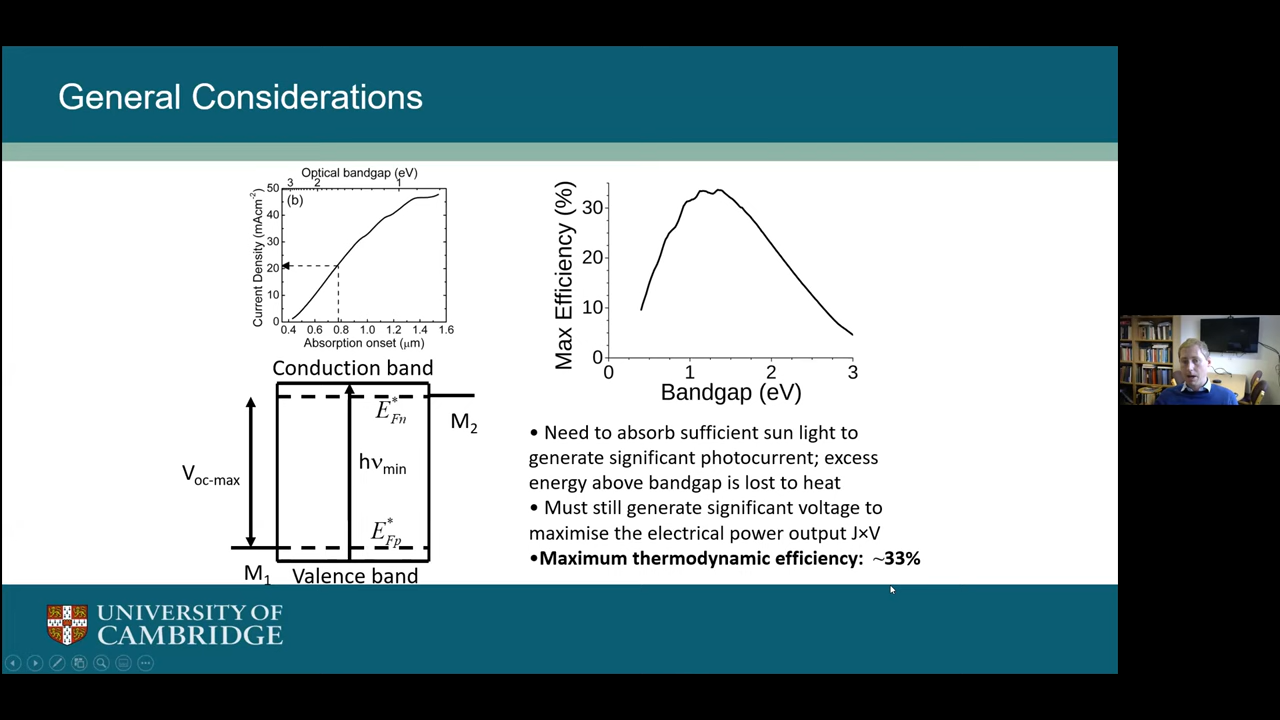 General Considerations
Optical bandgap (eV)
3 2 1
(b)
Current Density (mAcm⁻²)
50
40
30
20
10
0
0.4 0.6 0.8 1.0 1.2 1.4 1.6
Absorption onset (μm)
Max Efficiency (%)
30
20
10
0
0 1 2 3
Bandgap (eV)
Conduction band
E*Fn
M2
hνmin
Voc-max
E*Fp
M1
Valence band
• Need to absorb sufficient sun light to
generate significant photocurrent; excess
energy above bandgap is lost to heat
• Must still generate significant voltage to
maximise the electrical power output J×V
•Maximum thermodynamic efficiency: ~33%
UNIVERSITY OF
CAMBRIDGE